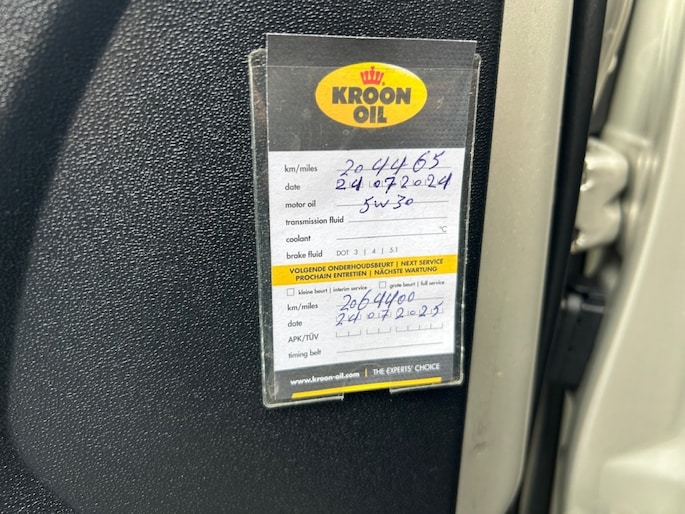 KROON
OIL
km/miles 204465
date 24 07 2024
motor oil 5W30
transmission fluid
coolant °C
brake fluid DOT 3 | 4 | 5.1
VOLGENDE ONDERHOUDSBEURT | NEXT SERVICE
PROCHAIN ENTRETIEN | NÄCHSTE WARTUNG
kleine beurt | interim service grote beurt | full service
km/miles 2064400
date 24 07 2025
APK/TÜV
timing belt
www.kroon-oil.com | THE EXPERTS' CHOICE